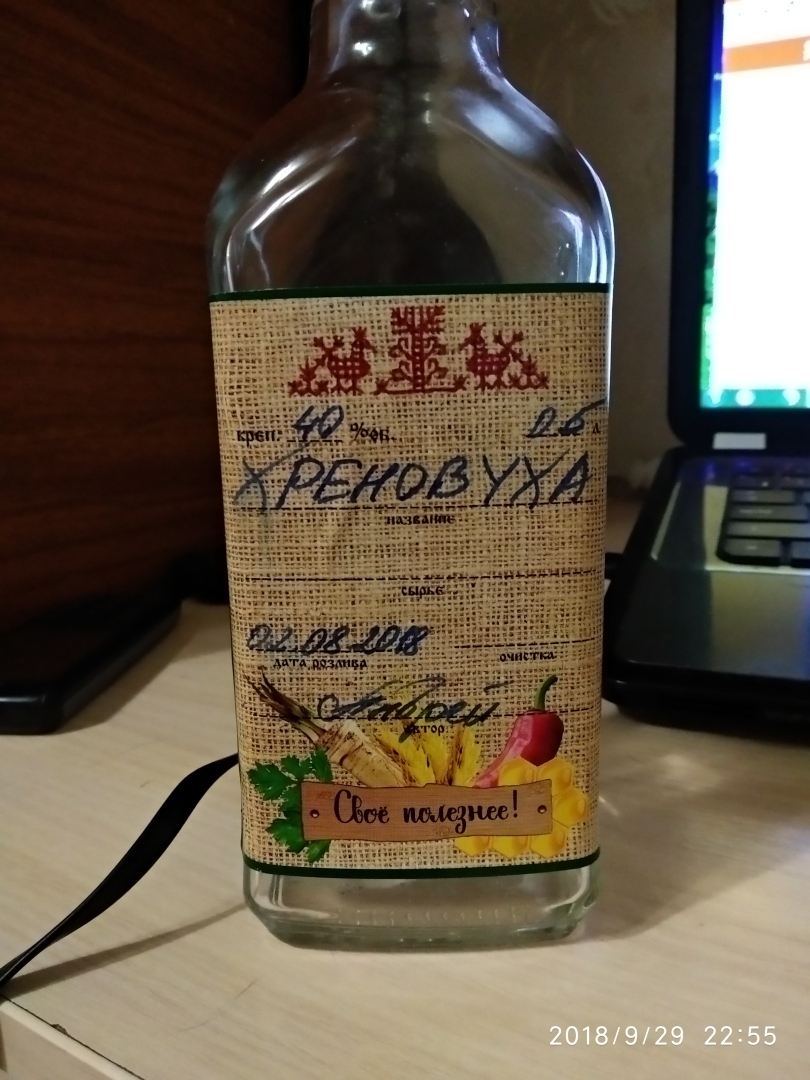 креп: 40 %об. 0.5 л.
ХРЕНОВУХА
название
сырьё
02.08.2018
дата розлива очистка
Андрей
автор
Своё полезнее!
2018/9/29 22:55